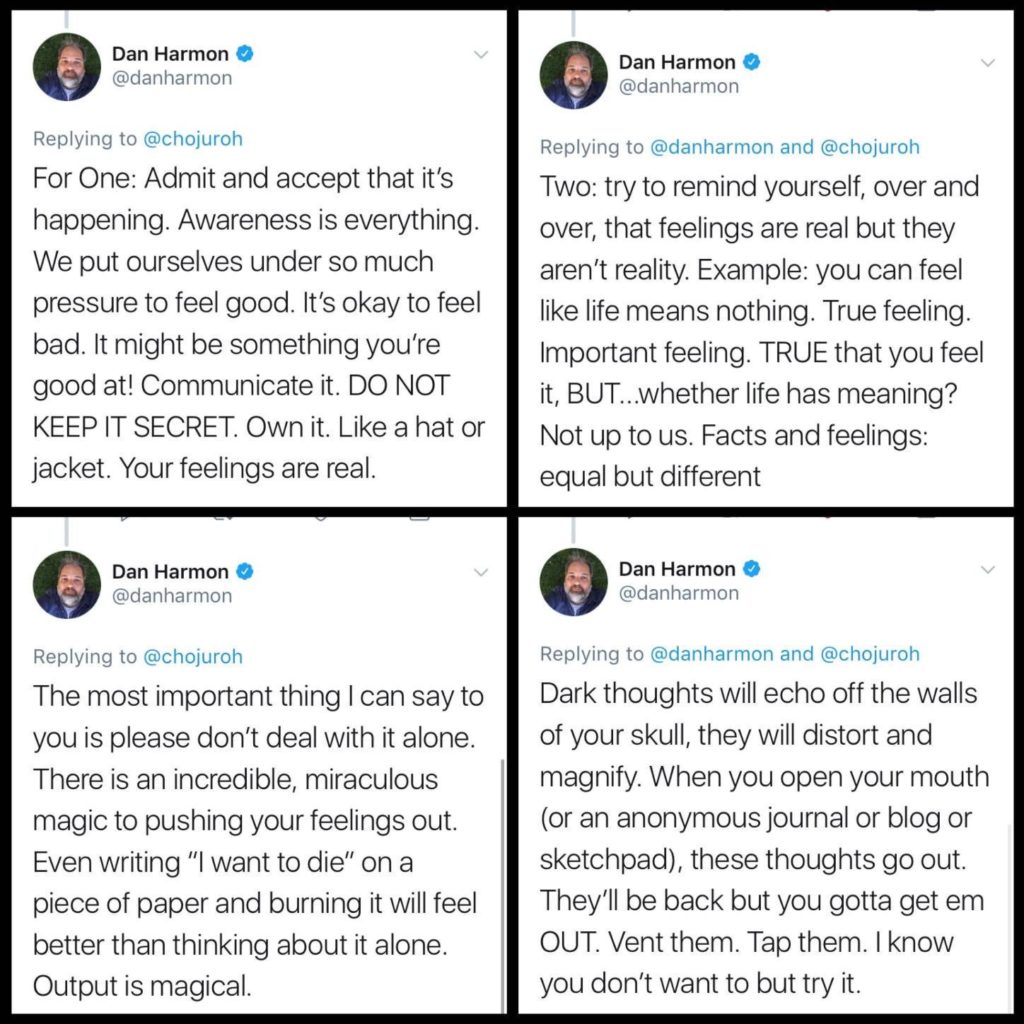 Dan Harmon
@danharmon
Replying to @chojuroh
For One: Admit and accept that it's
happening. Awareness is everything.
We put ourselves under so much
pressure to feel good. It's okay to feel
bad. It might be something you're
good at! Communicate it. DO NOT
KEEP IT SECRET. Own it. Like a hat or
jacket. Your feelings are real.
Dan Harmon
@danharmon
Replying to @danharmon and @chojuroh
Two: try to remind yourself, over and
over, that feelings are real but they
aren't reality. Example: you can feel
like life means nothing. True feeling.
Important feeling. TRUE that you feel
it, BUT...whether life has meaning?
Not up to us. Facts and feelings:
equal but different
Dan Harmon
@danharmon
Replying to @chojuroh
The most important thing I can say to
you is please don't deal with it alone.
There is an incredible, miraculous
magic to pushing your feelings out.
Even writing "I want to die" on a
piece of paper and burning it will feel
better than thinking about it alone.
Output is magical.
Dan Harmon
@danharmon
Replying to @danharmon and @chojuroh
Dark thoughts will echo off the walls
of your skull, they will distort and
magnify. When you open your mouth
(or an anonymous journal or blog or
sketchpad), these thoughts go out.
They'll be back but you gotta get em
OUT. Vent them. Tap them. I know
you don't want to but try it.